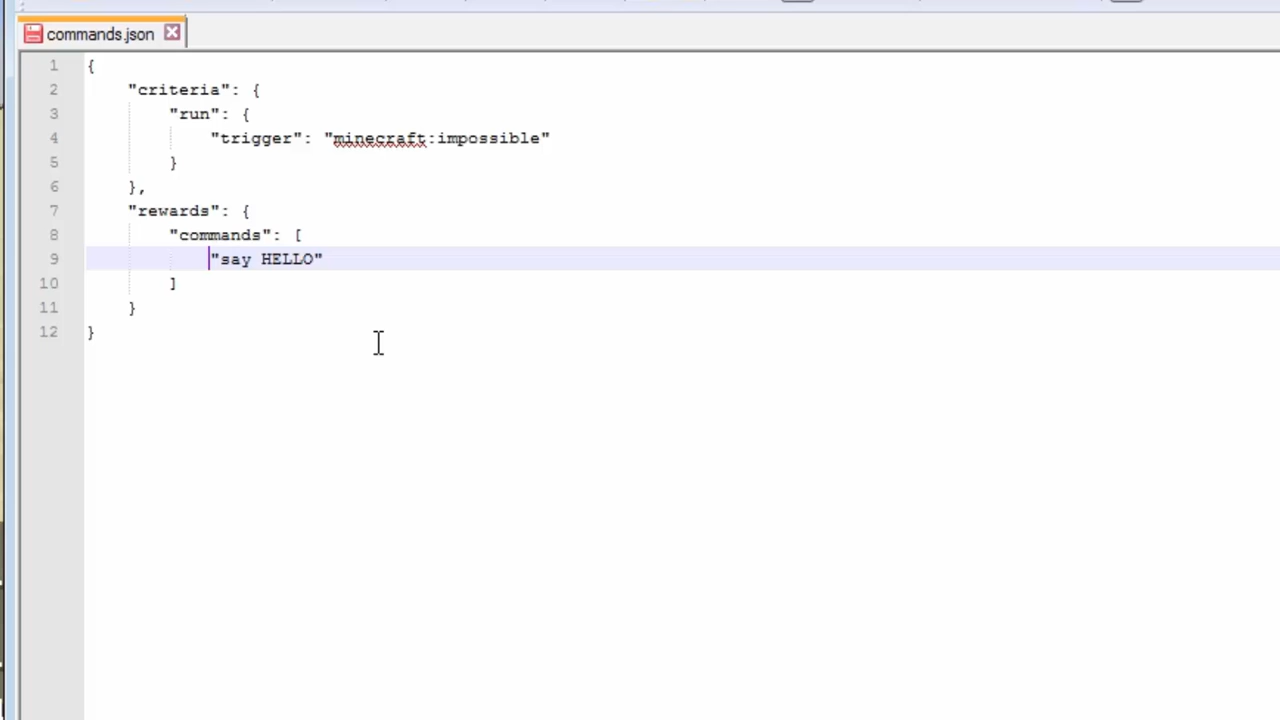 commands.json
1 {
2     "criteria": {
3         "run": {
4             "trigger": "minecraft:impossible"
5         }
6     },
7     "rewards": {
8         "commands": [
9             "say HELLO"
10         ]
11     }
12 }